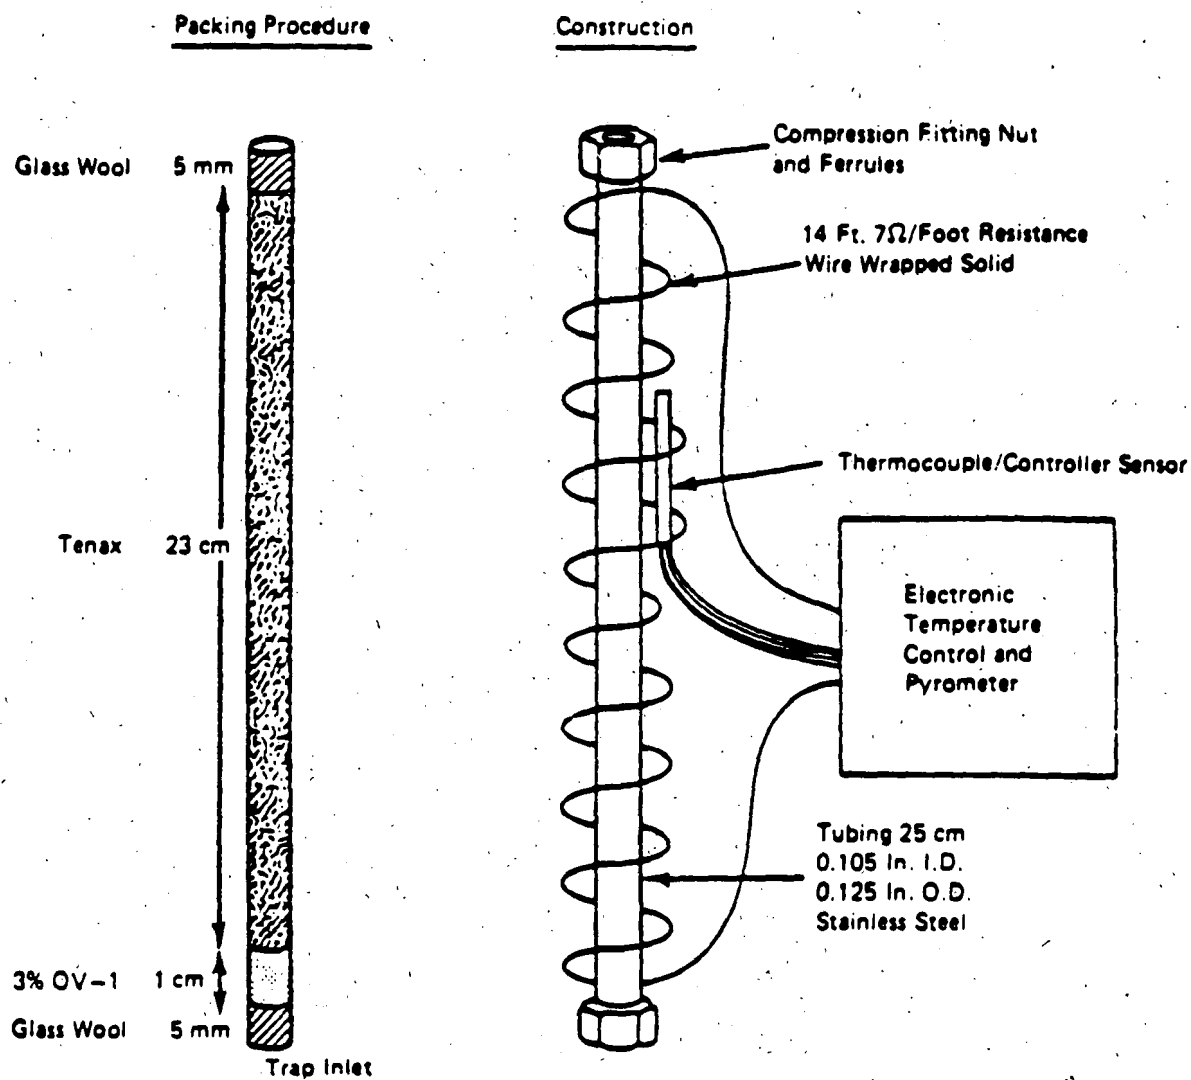 Packing Procedure
Construction
Glass Wool 5 mm
Tenax 23 cm
3% OV-1 1 cm
Glass Wool 5 mm
Trap Inlet
Compression Fitting Nut
and Ferrules
14 Ft. 7Ω/Foot Resistance
Wire Wrapped Solid
Thermocouple/Controller Sensor
Electronic
Temperature
Control and
Pyrometer
Tubing 25 cm
0.105 In. I.D.
0.125 In. O.D.
Stainless Steel